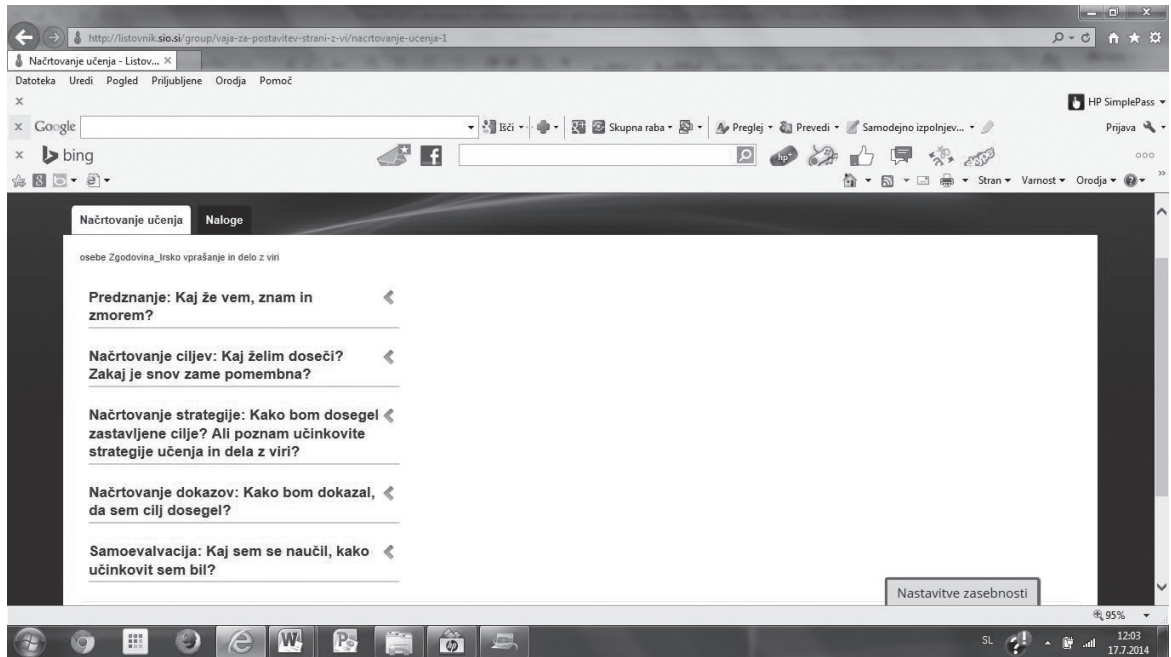 http://listovnik.sio.si/group/vaja-za-postavitev-strani-z-vi/nacrtovanje-ucenja-1
Načrtovanje učenja - Listov... ×
Datoteka Uredi Pogled Priljubljene Orodja Pomoč
x HP SimplePass
x Google Išči Skupna raba Preglej Prevedi Samodejno izpolnjev... Prijava
x bing
Stran Varnost Orodja
Načrtovanje učenja Naloge
osebe Zgodovina_Irsko vprašanje in delo z viri
Predznanje: Kaj že vem, znam in
zmorem?
Načrtovanje ciljev: Kaj želim doseči?
Zakaj je snov zame pomembna?
Načrtovanje strategije: Kako bom dosegel
zastavljene cilje? Ali poznam učinkovite
strategije učenja in dela z viri?
Načrtovanje dokazov: Kako bom dokazal,
da sem cilj dosegel?
Samoevalvacija: Kaj sem se naučil, kako
učinkovit sem bil?
Nastavitve zasebnosti
95%
SL 12:03
17.7.2014